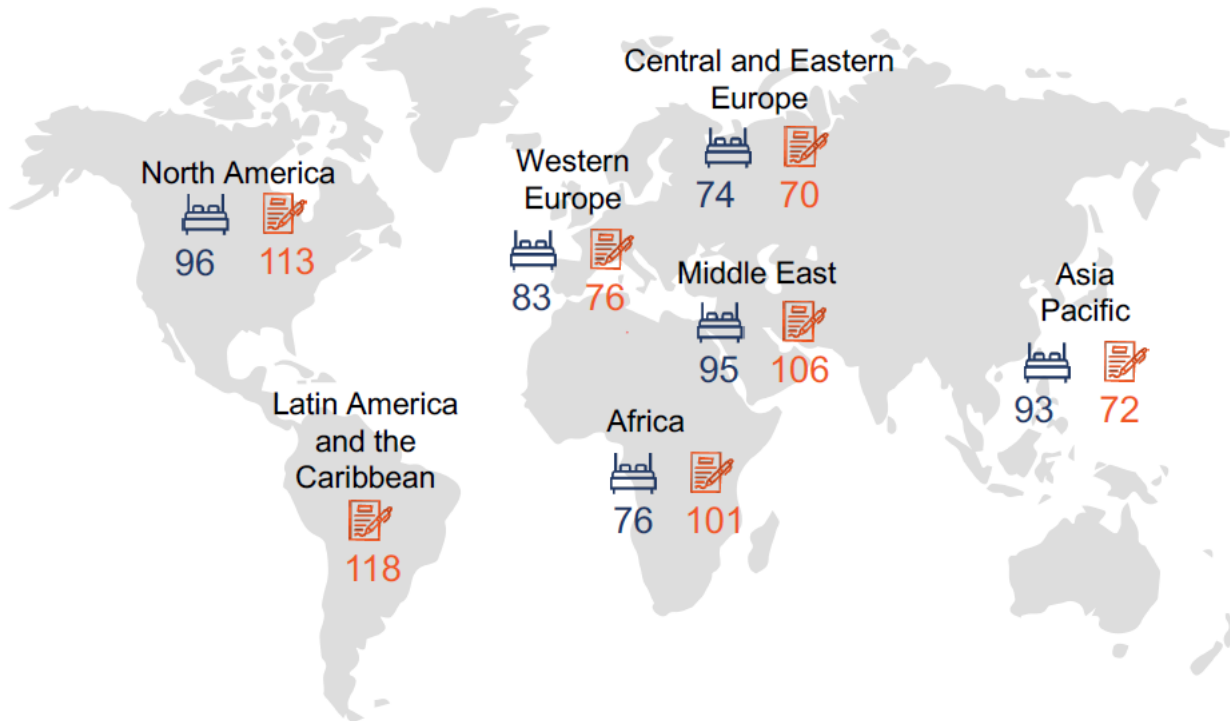 Central and Eastern
Europe
74 70
North America
96 113
Western
Europe
83 76
Middle East
95 106
Asia
Pacific
93 72
Latin America
and the
Caribbean
118
Africa
76 101